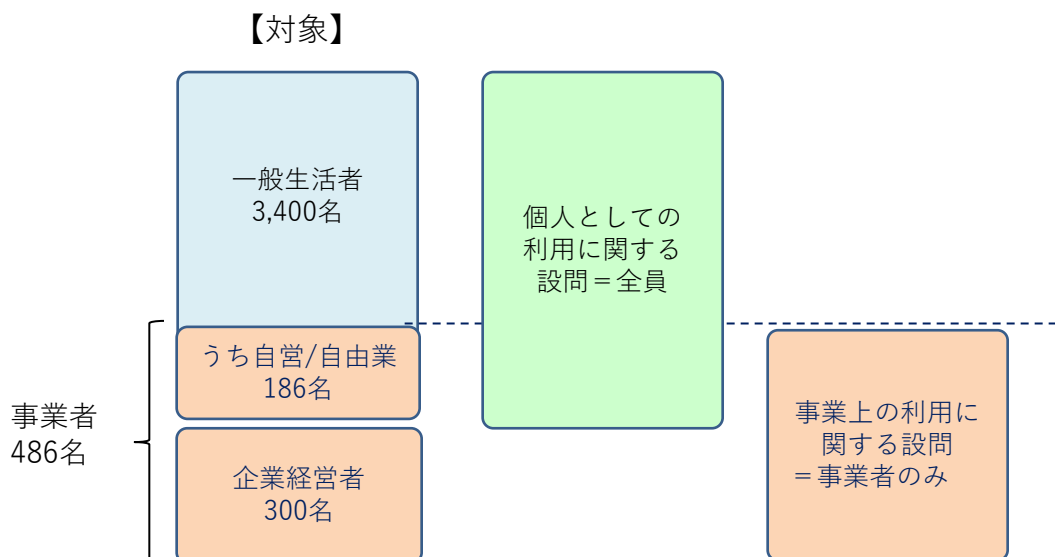 【対象】
一般生活者
3,400名
うち自営/自由業
186名
事業者
486名
企業経営者
300名
個人としての
利用に関する
設問＝全員
事業上の利用に
関する設問
＝事業者のみ